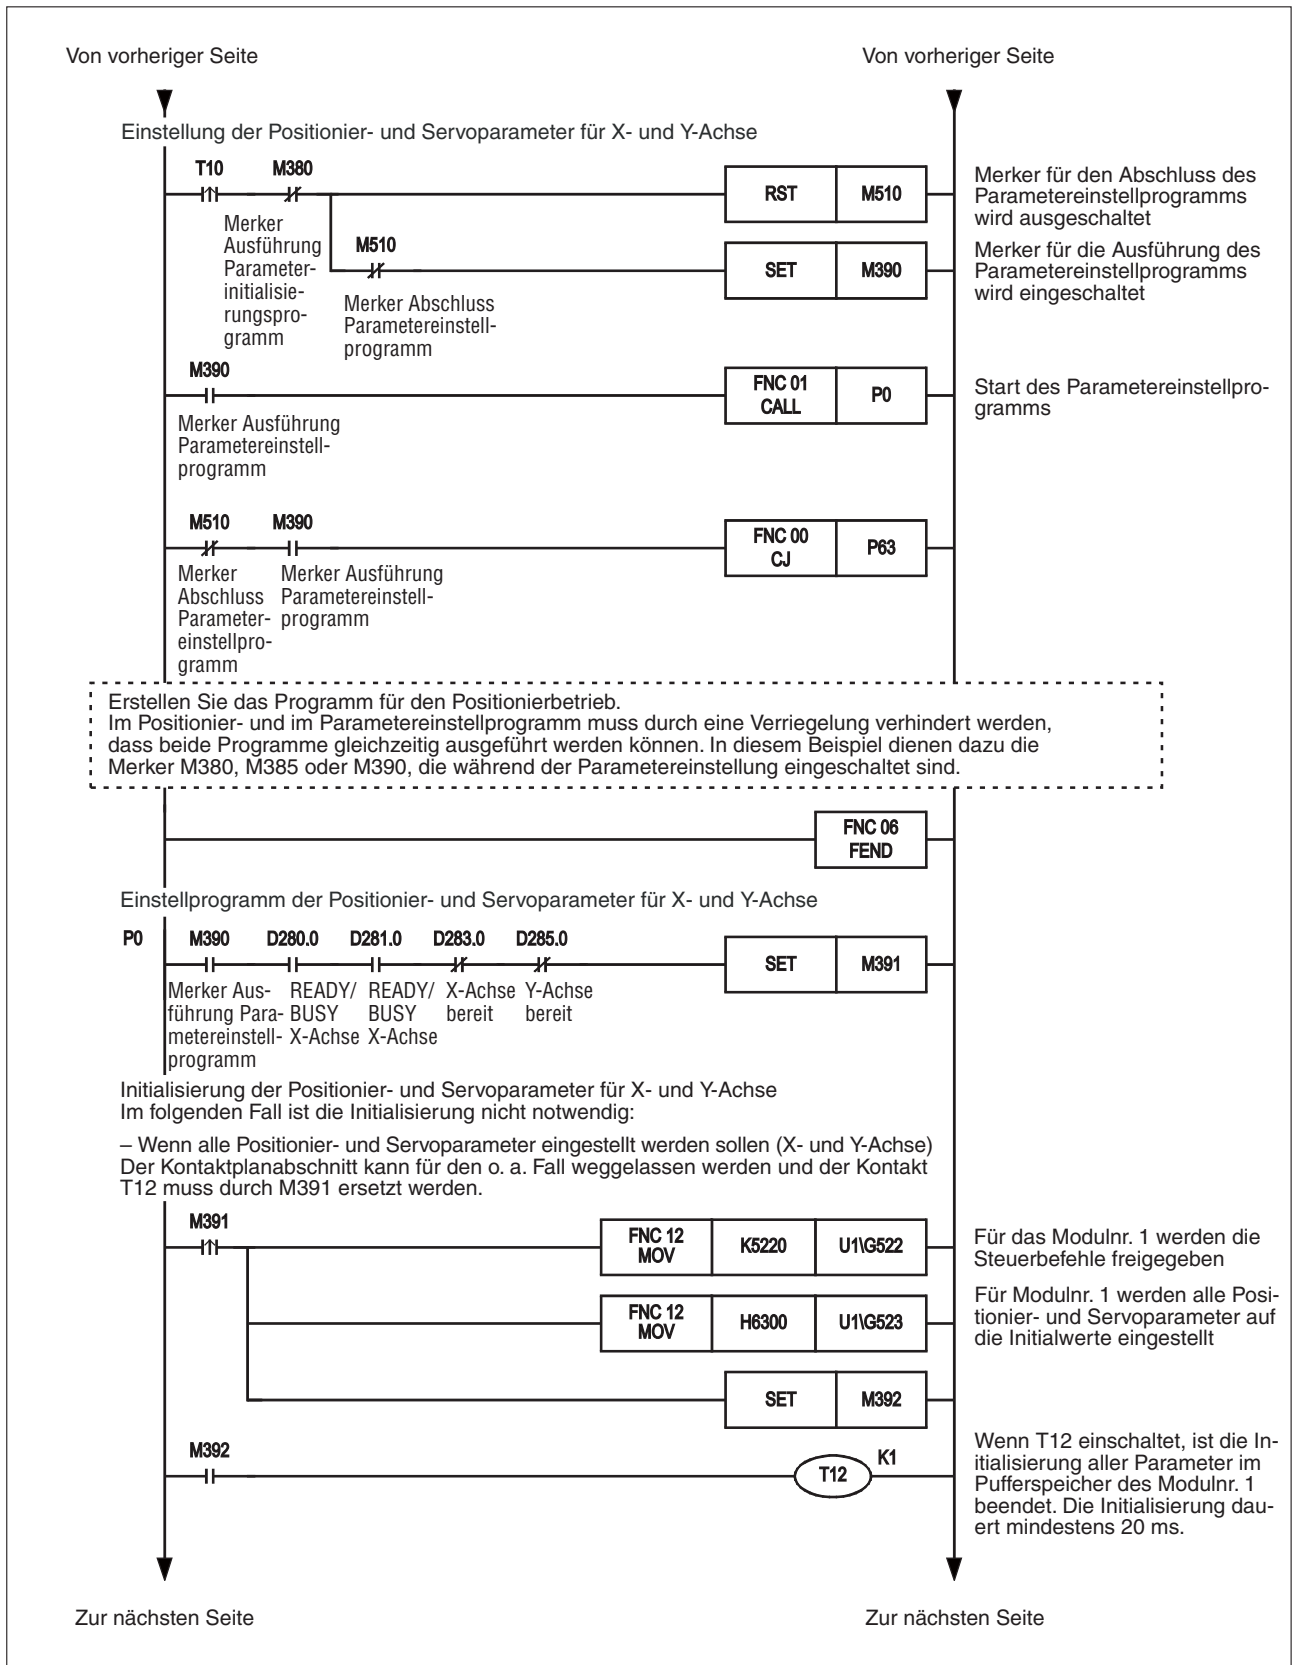 Von vorheriger Seite
Von vorheriger Seite
Einstellung der Positionier- und Servoparameter für X- und Y-Achse
T10
M380
RST
M510
Merker für den Abschluss des
Parametereinstellprogramms
wird ausgeschaltet
Merker
Ausführung
Parameter-
initialisie-
rungspro-
gramm
M510
SET
M390
Merker für die Ausführung des
Parametereinstellprogramms
wird eingeschaltet
Merker Abschluss
Parametereinstell-
programm
M390
FNC 01
CALL
P0
Start des Parametereinstellpro-
gramms
Merker Ausführung
Parametereinstell-
programm
M510
M390
FNC 00
CJ
P63
Merker
Abschluss
Parameter-
einstellpro-
gramm
Merker Ausführung
Parametereinstell-
programm
Erstellen Sie das Programm für den Positionierbetrieb.
Im Positionier- und im Parametereinstellprogramm muss durch eine Verriegelung verhindert werden,
dass beide Programme gleichzeitig ausgeführt werden können. In diesem Beispiel dienen dazu die
Merker M380, M385 oder M390, die während der Parametereinstellung eingeschaltet sind.
FNC 06
FEND
Einstellprogramm der Positionier- und Servoparameter für X- und Y-Achse
P0
M390
D280.0
D281.0
D283.0
D285.0
SET
M391
Merker Aus-
führung Para-
metereinstell-
programm
READY/
BUSY
X-Achse
READY/
BUSY
X-Achse
X-Achse
bereit
Y-Achse
bereit
Initialisierung der Positionier- und Servoparameter für X- und Y-Achse
Im folgenden Fall ist die Initialisierung nicht notwendig:
– Wenn alle Positionier- und Servoparameter eingestellt werden sollen (X- und Y-Achse)
Der Kontaktplanabschnitt kann für den o. a. Fall weggelassen werden und der Kontakt
T12 muss durch M391 ersetzt werden.
M391
FNC 12
MOV
K5220
U1\G522
Für das Modulnr. 1 werden die
Steuerbefehle freigegeben
FNC 12
MOV
H6300
U1\G523
Für Modulnr. 1 werden alle Posi-
tionier- und Servoparameter auf
die Initialwerte eingestellt
SET
M392
M392
T12
K1
Wenn T12 einschaltet, ist die In-
itialisierung aller Parameter im
Pufferspeicher des Modulnr. 1
beendet. Die Initialisierung dau-
ert mindestens 20 ms.
Zur nächsten Seite
Zur nächsten Seite